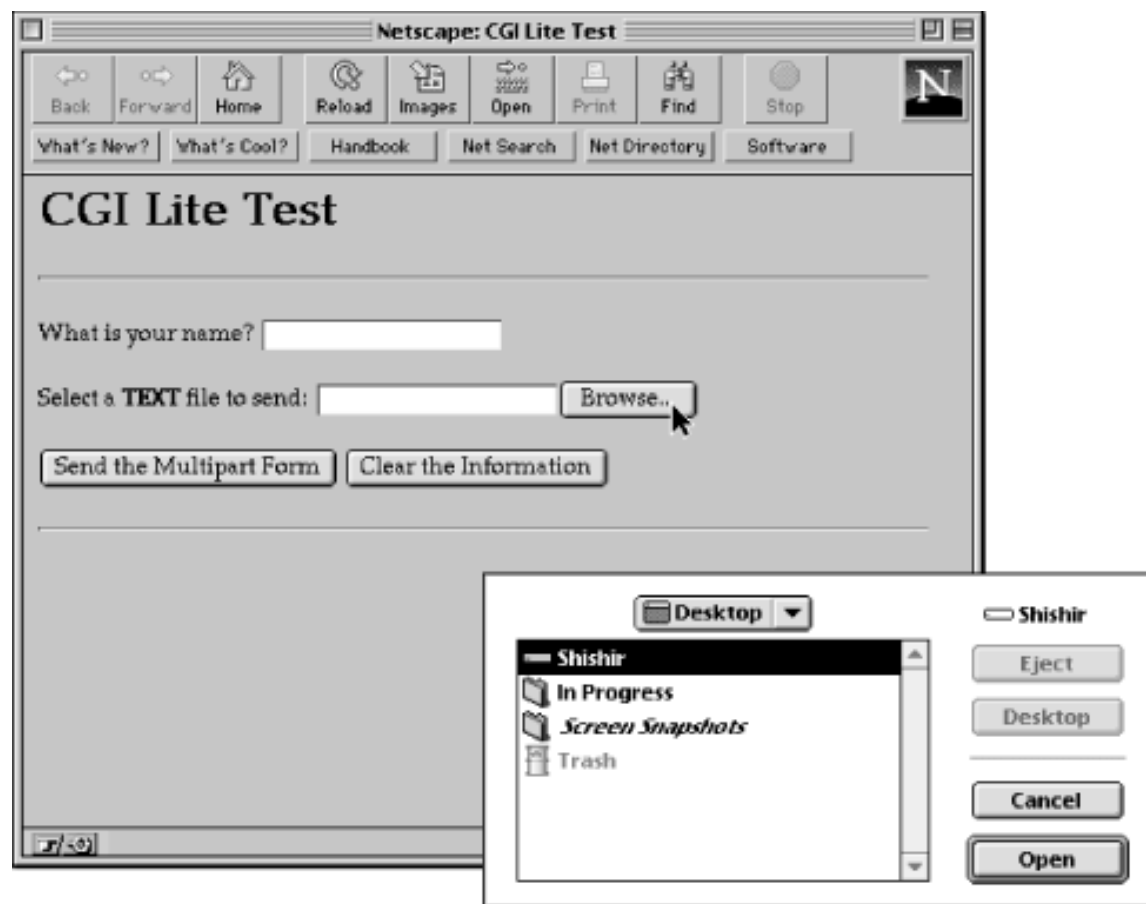 Netscape: CGI Lite Test
Back Forward Home Reload Images Open Print Find Stop N
What's New? What's Cool? Handbook Net Search Net Directory Software
CGI Lite Test
What is your name?
Select a TEXT file to send: Browse...
Send the Multipart Form Clear the Information
Desktop Shishir
Shishir
Eject
In Progress
Screen Snapshots
Desktop
Trash
Cancel
Open